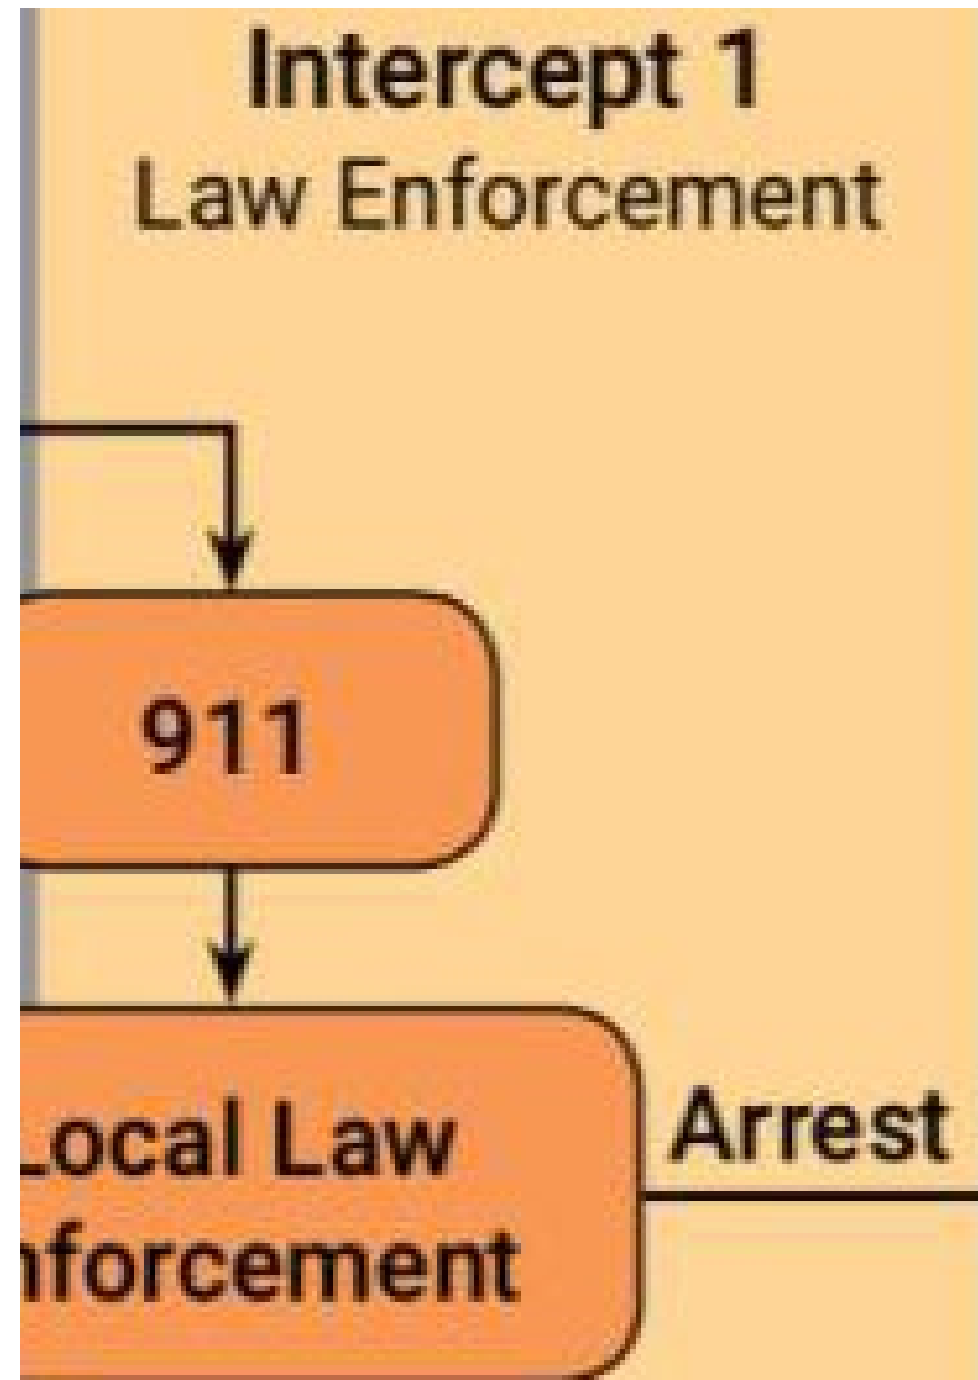 Intercept 1
Law Enforcement
911
Local Law
nforcement
Arrest